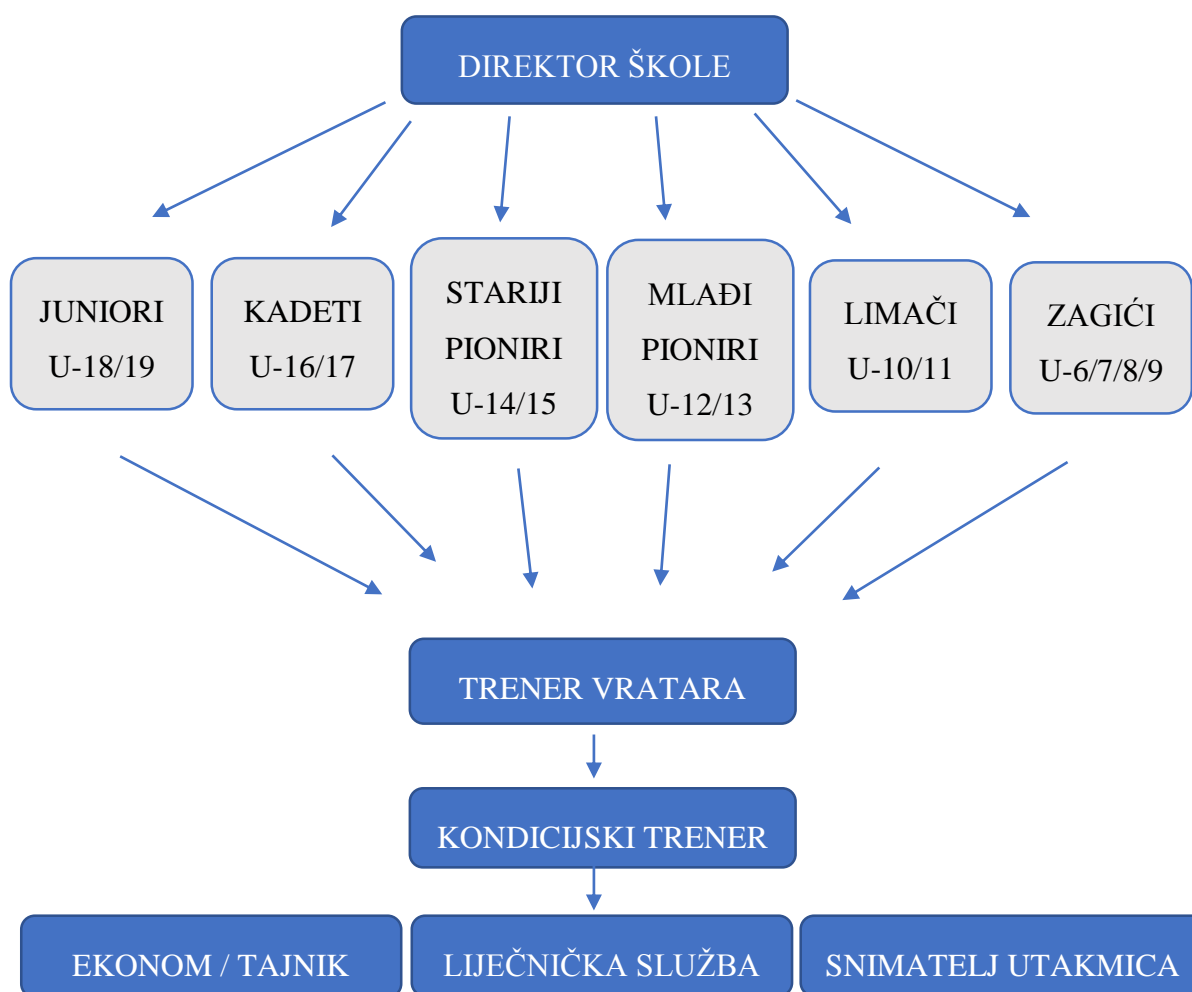 DIREKTOR ŠKOLE
JUNIORI
U-18/19
KADETI
U-16/17
STARIJI
PIONIRI
U-14/15
MLAĐI
PIONIRI
U-12/13
LIMAČI
U-10/11
ZAGIĆI
U-6/7/8/9
TRENER VRATARA
KONDICIJSKI TRENER
EKONOM / TAJNIK
LIJEČNIČKA SLUŽBA
SNIMATELJ UTAKMICA